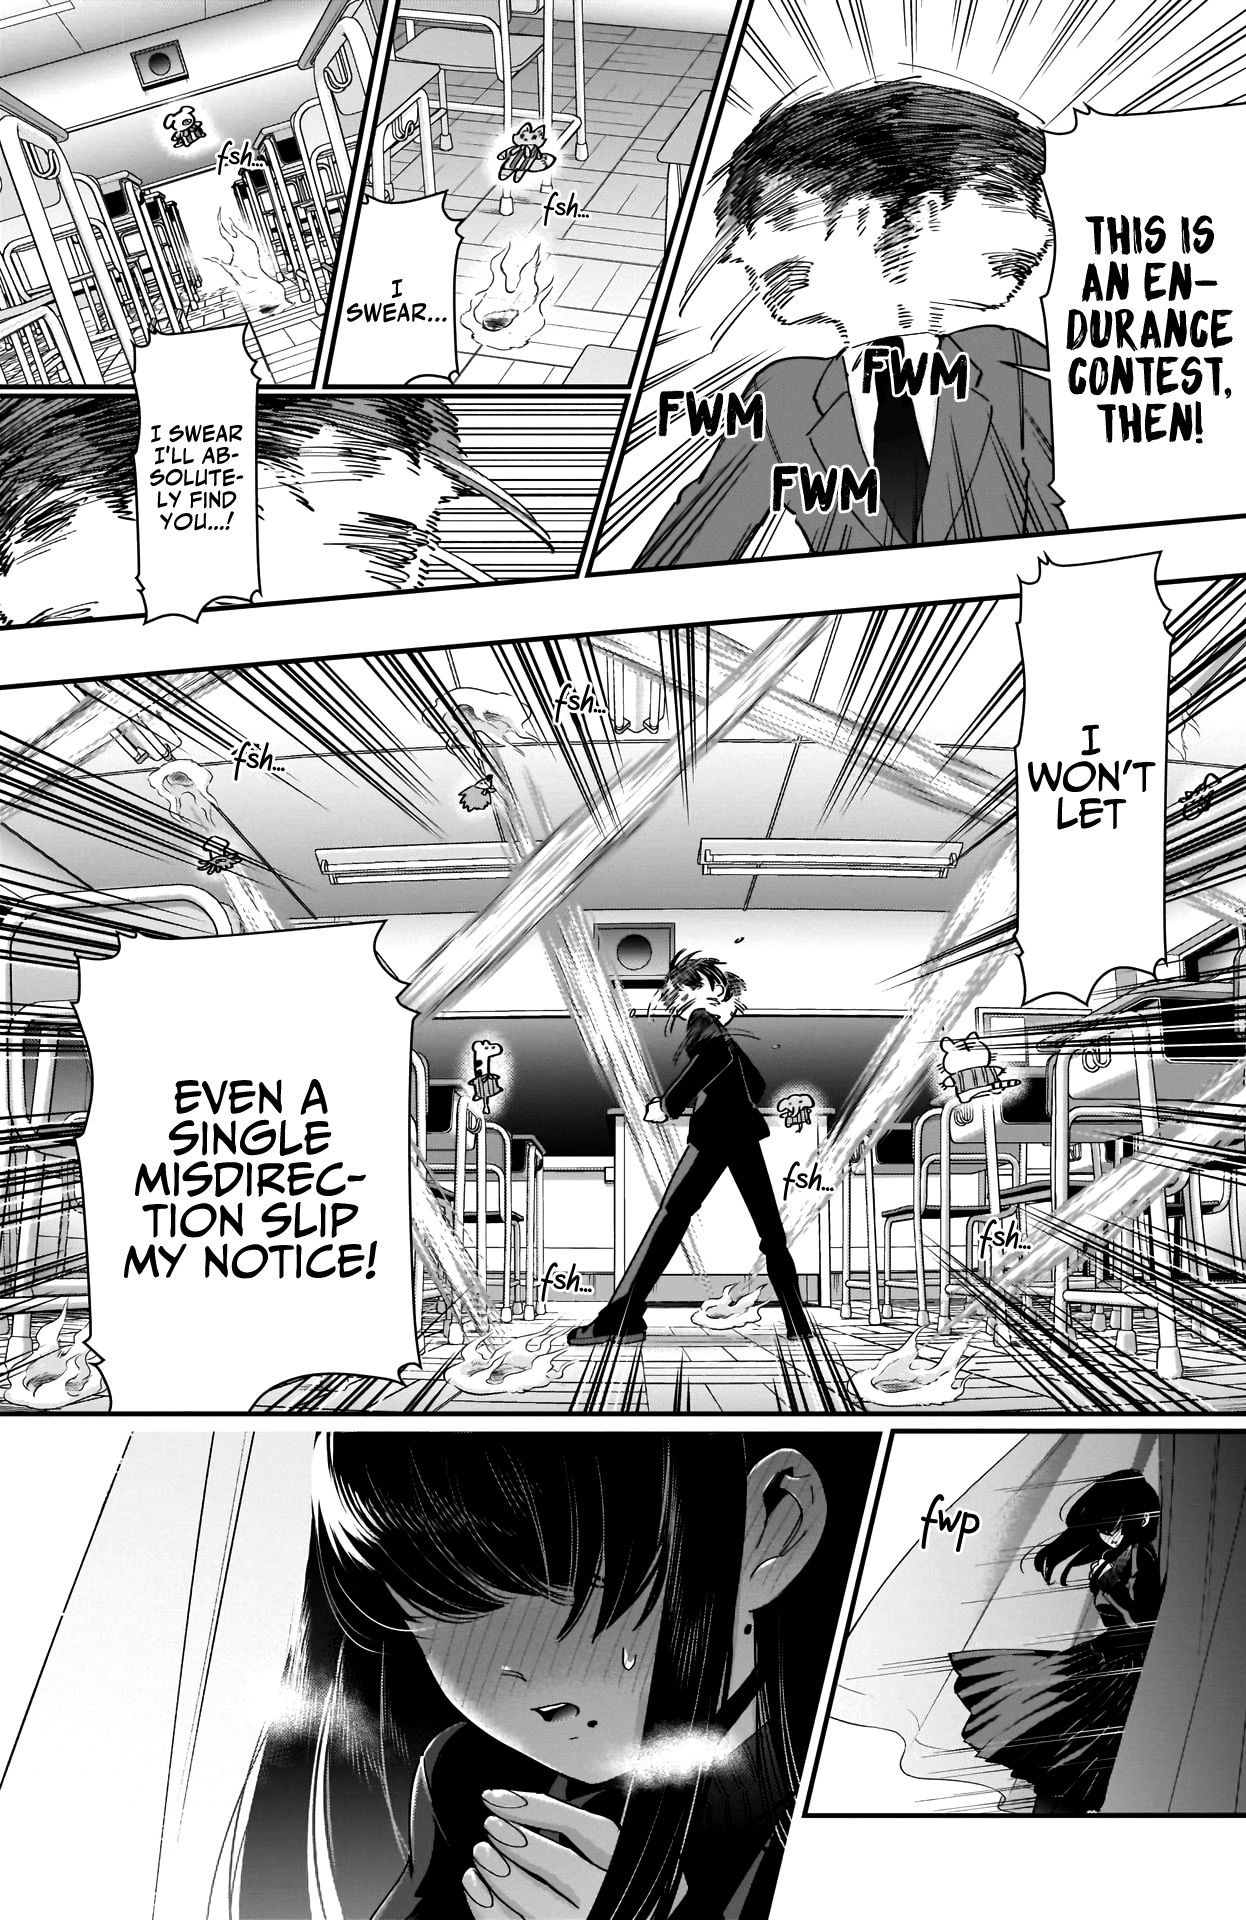 THIS IS
AN EN-
DURANCE
CONTEST,
THEN!
FWM
FWM
FWM
fsh...
I
SWEAR...
fsh...
I SWEAR
I'LL AB-
SOLUTE-
LY FIND
YOU...!
I
WON'T
LET
fsh...
fsh...
EVEN A
SINGLE
MISDIREC-
TION SLIP
MY NOTICE!
fsh...
fsh...
fsh...
fwp